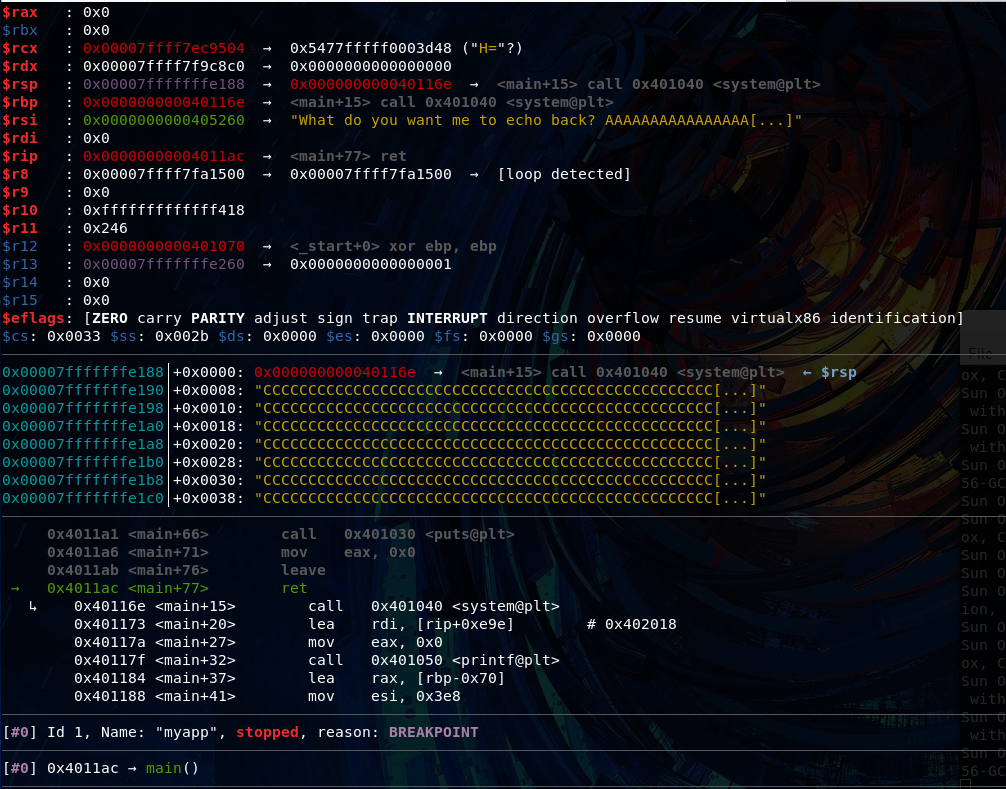 $rax   : 0x0
$rbx   : 0x0
$rcx   : 0x00007ffff7ec9504  →  0x5477fffff0003d48 ("H="?)
$rdx   : 0x00007ffff7f9c8c0  →  0x0000000000000000
$rsp   : 0x00007fffffffe188  →  0x000000000040116e  →  <main+15> call 0x401040 <system@plt>
$rbp   : 0x000000000040116e  →  <main+15> call 0x401040 <system@plt>
$rsi   : 0x0000000000405260  →  "What do you want me to echo back? AAAAAAAAAAAAAAAA[...]"
$rdi   : 0x0
$rip   : 0x00000000004011ac  →  <main+77> ret
$r8    : 0x00007ffff7fa1500  →  0x00007ffff7fa1500  →  [loop detected]
$r9    : 0x0
$r10   : 0xfffffffffffff418
$r11   : 0x246
$r12   : 0x0000000000401070  →  <_start+0> xor ebp, ebp
$r13   : 0x00007fffffffe260  →  0x0000000000000001
$r14   : 0x0
$r15   : 0x0
$eflags: [ZERO carry PARITY adjust sign trap INTERRUPT direction overflow resume virtualx86 identification]
$cs: 0x0033 $ss: 0x002b $ds: 0x0000 $es: 0x0000 $fs: 0x0000 $gs: 0x0000
0x00007fffffffe188│+0x0000: 0x000000000040116e  →  <main+15> call 0x401040 <system@plt>  ← $rsp
0x00007fffffffe190│+0x0008: "CCCCCCCCCCCCCCCCCCCCCCCCCCCCCCCCCCCCCCCCCCCCCCCCCC[...]"
0x00007fffffffe198│+0x0010: "CCCCCCCCCCCCCCCCCCCCCCCCCCCCCCCCCCCCCCCCCCCCCCCCCC[...]"
0x00007fffffffe1a0│+0x0018: "CCCCCCCCCCCCCCCCCCCCCCCCCCCCCCCCCCCCCCCCCCCCCCCCCC[...]"
0x00007fffffffe1a8│+0x0020: "CCCCCCCCCCCCCCCCCCCCCCCCCCCCCCCCCCCCCCCCCCCCCCCCCC[...]"
0x00007fffffffe1b0│+0x0028: "CCCCCCCCCCCCCCCCCCCCCCCCCCCCCCCCCCCCCCCCCCCCCCCCCC[...]"
0x00007fffffffe1b8│+0x0030: "CCCCCCCCCCCCCCCCCCCCCCCCCCCCCCCCCCCCCCCCCCCCCCCCCC[...]"
0x00007fffffffe1c0│+0x0038: "CCCCCCCCCCCCCCCCCCCCCCCCCCCCCCCCCCCCCCCCCCCCCCCCCC[...]"
0x4011a1 <main+66>        call   0x401030 <puts@plt>
0x4011a6 <main+71>        mov    eax, 0x0
0x4011ab <main+76>        leave
→   0x4011ac <main+77>        ret
↳    0x40116e <main+15>        call   0x401040 <system@plt>
0x401173 <main+20>        lea    rdi, [rip+0xe9e]        # 0x402018
0x40117a <main+27>        mov    eax, 0x0
0x40117f <main+32>        call   0x401050 <printf@plt>
0x401184 <main+37>        lea    rax, [rbp-0x70]
0x401188 <main+41>        mov    esi, 0x3e8
[#0] Id 1, Name: "myapp", stopped, reason: BREAKPOINT
[#0] 0x4011ac → main()
File
ox, C
Sun O
with
Sun O
with
Sun O
56-GC
Sun O
Sun O
ox, C
Sun O
Sun O
ion,
Sun O
Sun O
ox, C
Sun O
with
Sun O
with
Sun o
56-GC